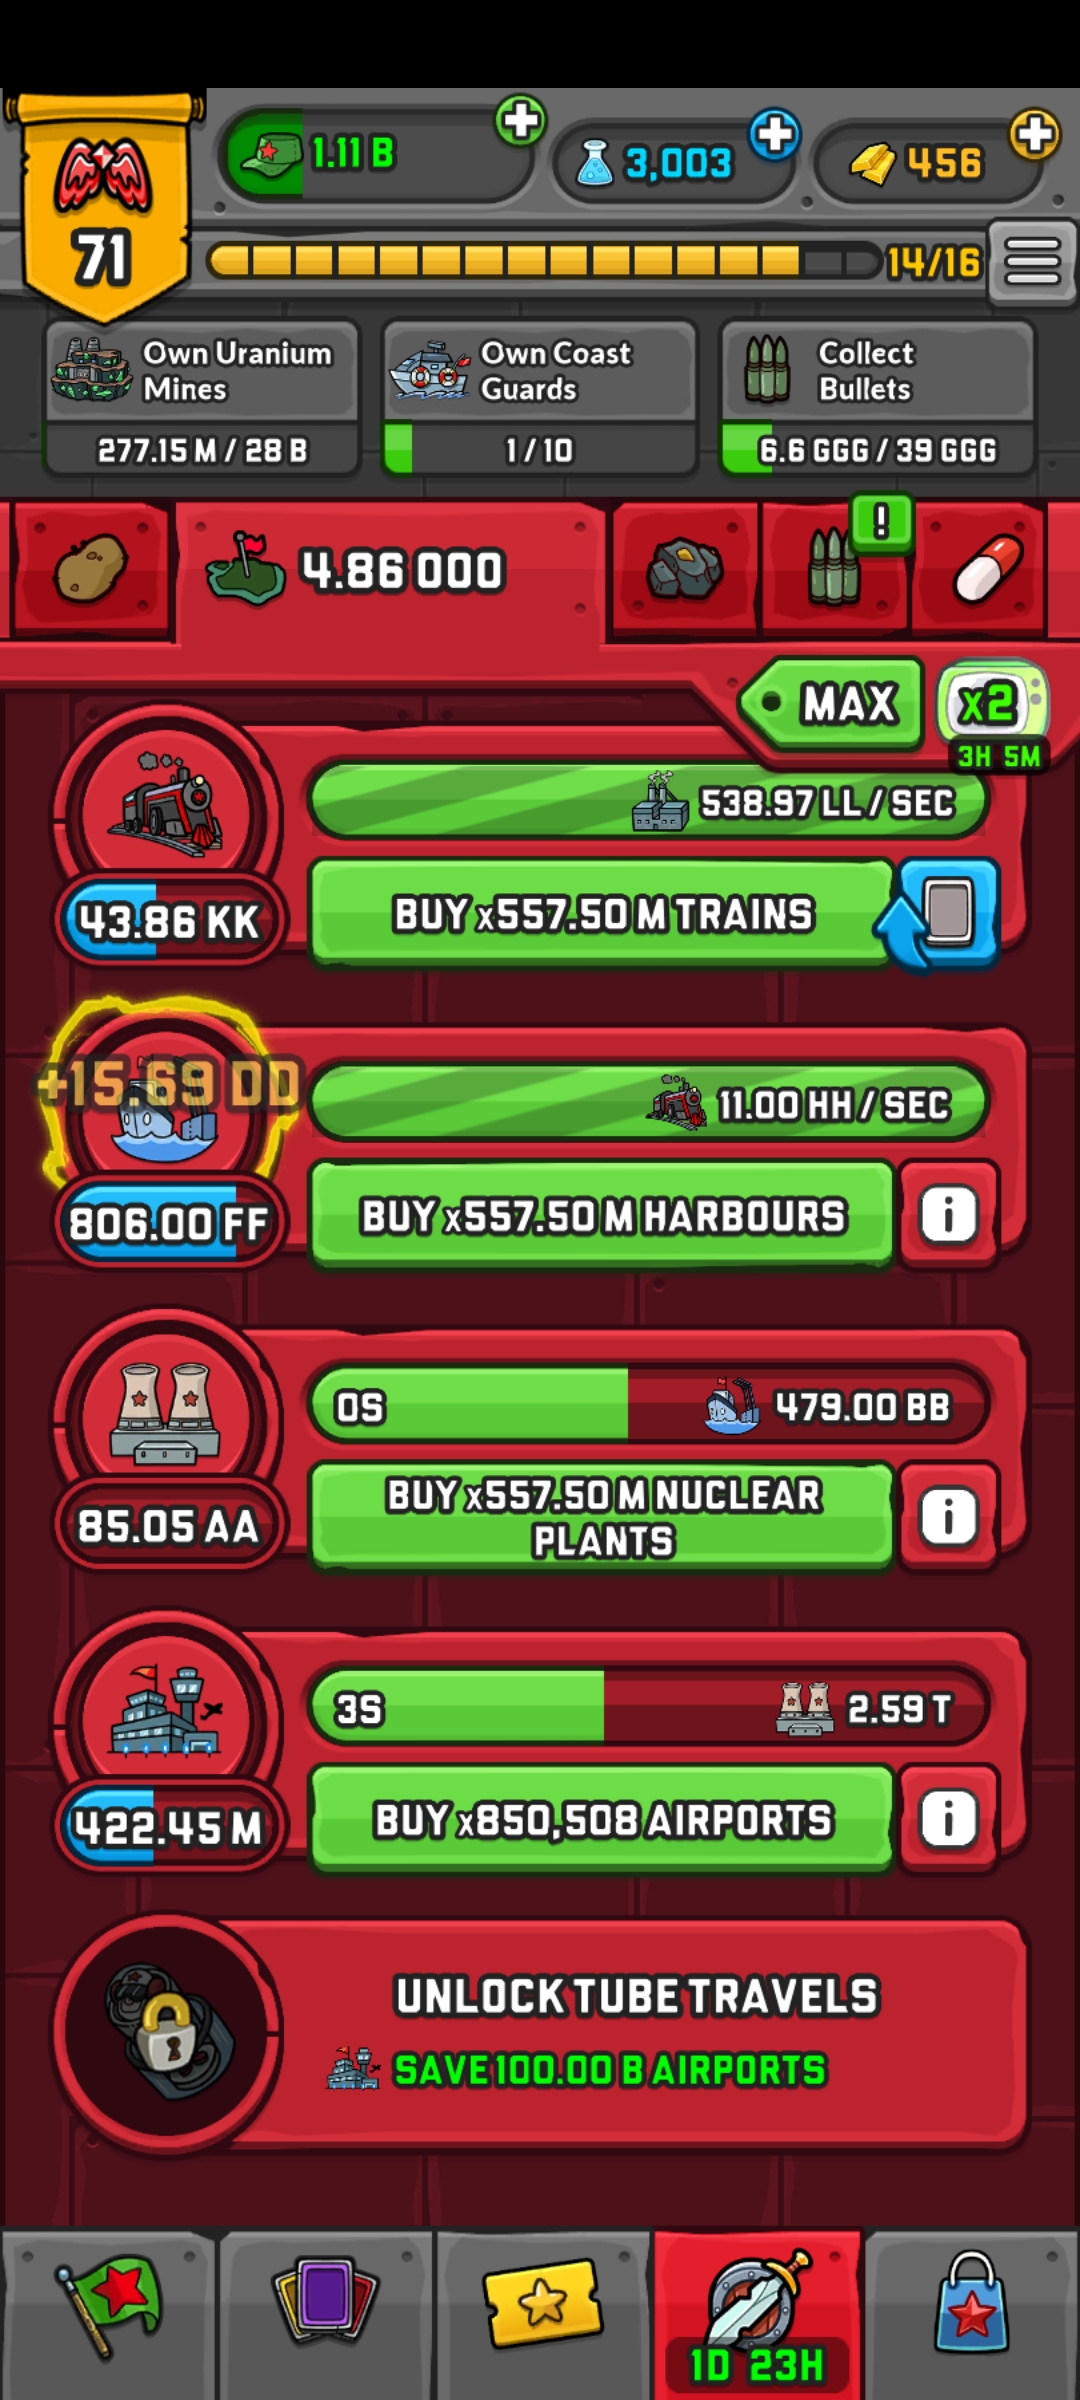 71
1.11 B
3,003
456
14/16
Own Uranium
Mines
277.15 M / 28 B
Own Coast
Guards
1 / 10
Collect
Bullets
6.6 GGG / 39 GGG
4.86 OOO
!
MAX
x2
3H 5M
538.97 LL / SEC
43.86 KK
BUY x557.50 M TRAINS
+15.69 DD
11.00 HH / SEC
806.00 FF
BUY x557.50 M HARBOURS
i
0S
479.00 BB
85.05 AA
BUY x557.50 M NUCLEAR
PLANTS
i
3S
2.59 T
422.45 M
BUY x850,508 AIRPORTS
i
UNLOCK TUBE TRAVELS
SAVE 100.00 B AIRPORTS
1D 23H